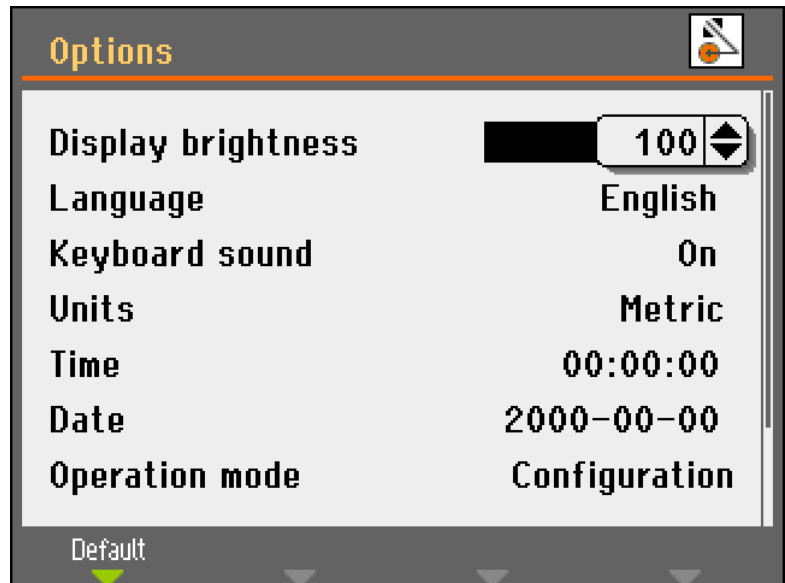 Options
Display brightness 100
Language English
Keyboard sound On
Units Metric
Time 00:00:00
Date 2000-00-00
Operation mode Configuration
Default